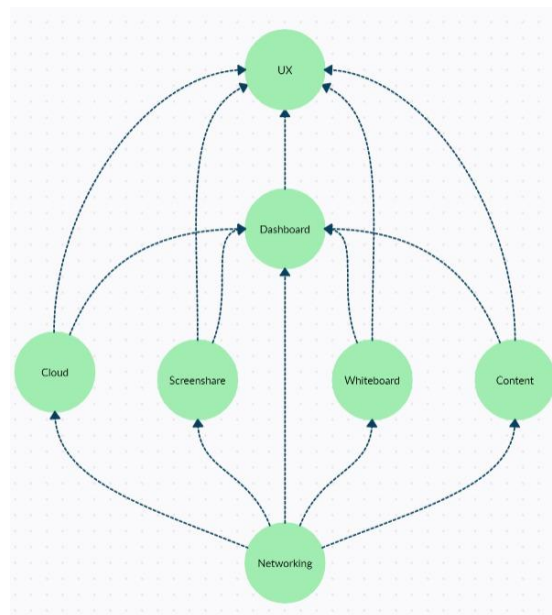 UX
Dashboard
Cloud
Screenshare
Whiteboard
Content
Networking